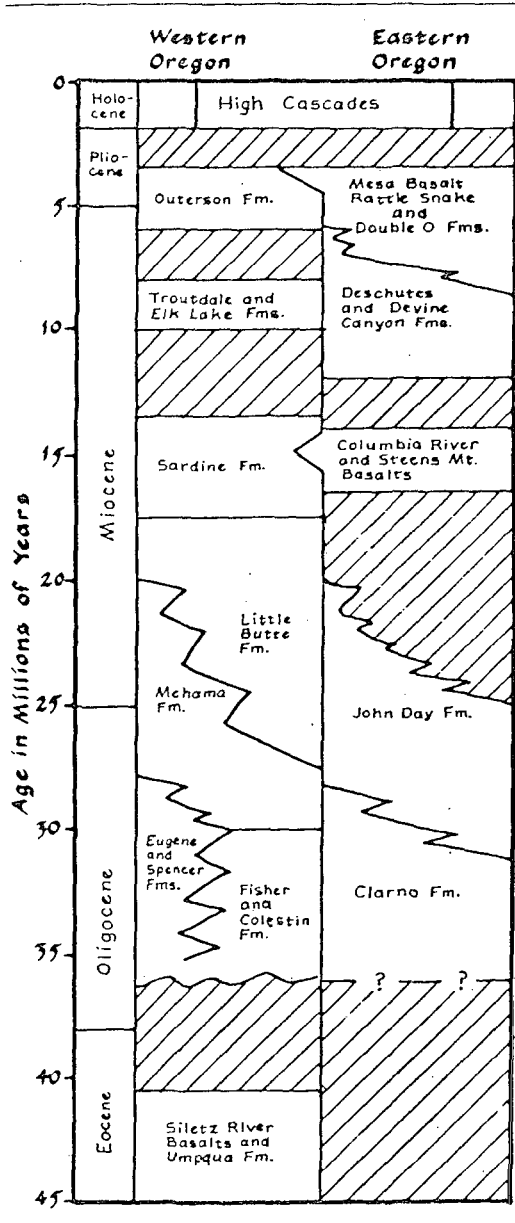 Western
Oregon
Eastern
Oregon
Age in Millions of Years
0
5
10
15
20
25
30
35
40
45
Holo-
cene
Plio-
cene
Miocene
Oligocene
Eocene
High Cascades
Outerson Fm.
Mesa Basalt
Rattle Snake
and
Double O Fms.
Troutdale and
Elk Lake Fms.
Deschutes
and Devine
Canyon Fms.
Sardine Fm.
Columbia River
and Steens Mt.
Basalts
Little
Butte
Fm.
Mehama
Fm.
John Day Fm.
Eugene
and
Spencer
Fms.
Fisher
and
Colestin
Fm.
Clarno Fm.
? ?
Siletz River
Basalts and
Umpqua Fm.